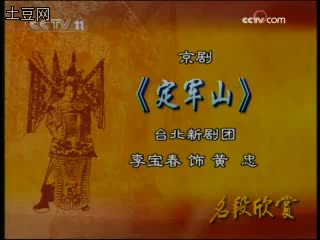 土豆网
CCTV 11
cctv.com
京剧
《定军山》
台北新剧团
李宝春 饰 黄 忠
名段欣赏